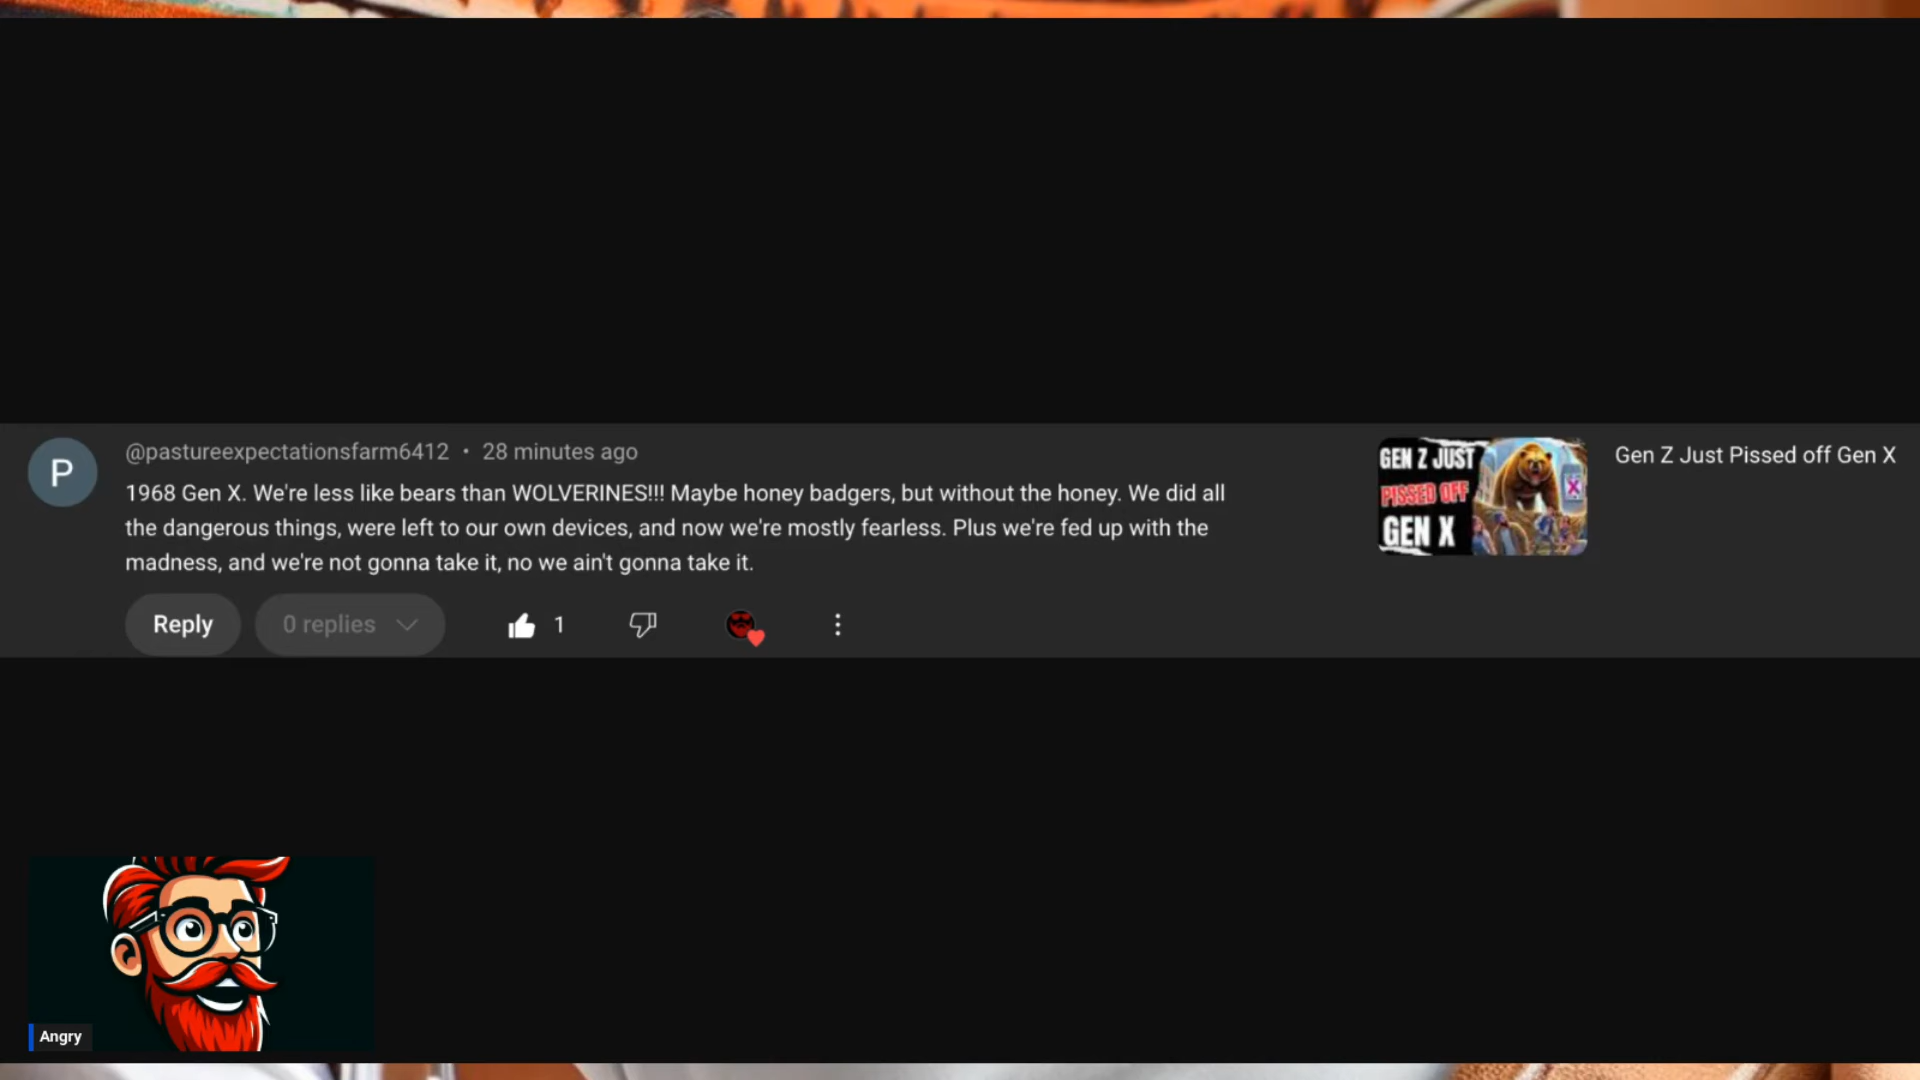 @pastureexpectationsfarm6412 • 28 minutes ago
1968 Gen X. We're less like bears than WOLVERINES!!! Maybe honey badgers, but without the honey. We did all
the dangerous things, were left to our own devices, and now we're mostly fearless. Plus we're fed up with the
madness, and we're not gonna take it, no we ain't gonna take it.
P
Reply
0 replies
1
GEN Z JUST
PISSED OFF
GEN X
X
Gen Z Just Pissed off Gen X
Angry